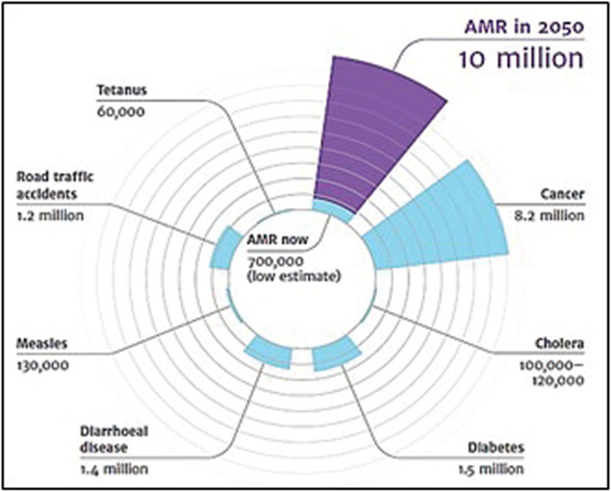 AMR in 2050
10 million
Tetanus
60,000
Road traffic
accidents
1.2 million
Cancer
8.2 million
AMR now
700,000
(low estimate)
Measles
130,000
Cholera
100,000–
120,000
Diarrhoeal
disease
1.4 million
Diabetes
1.5 million